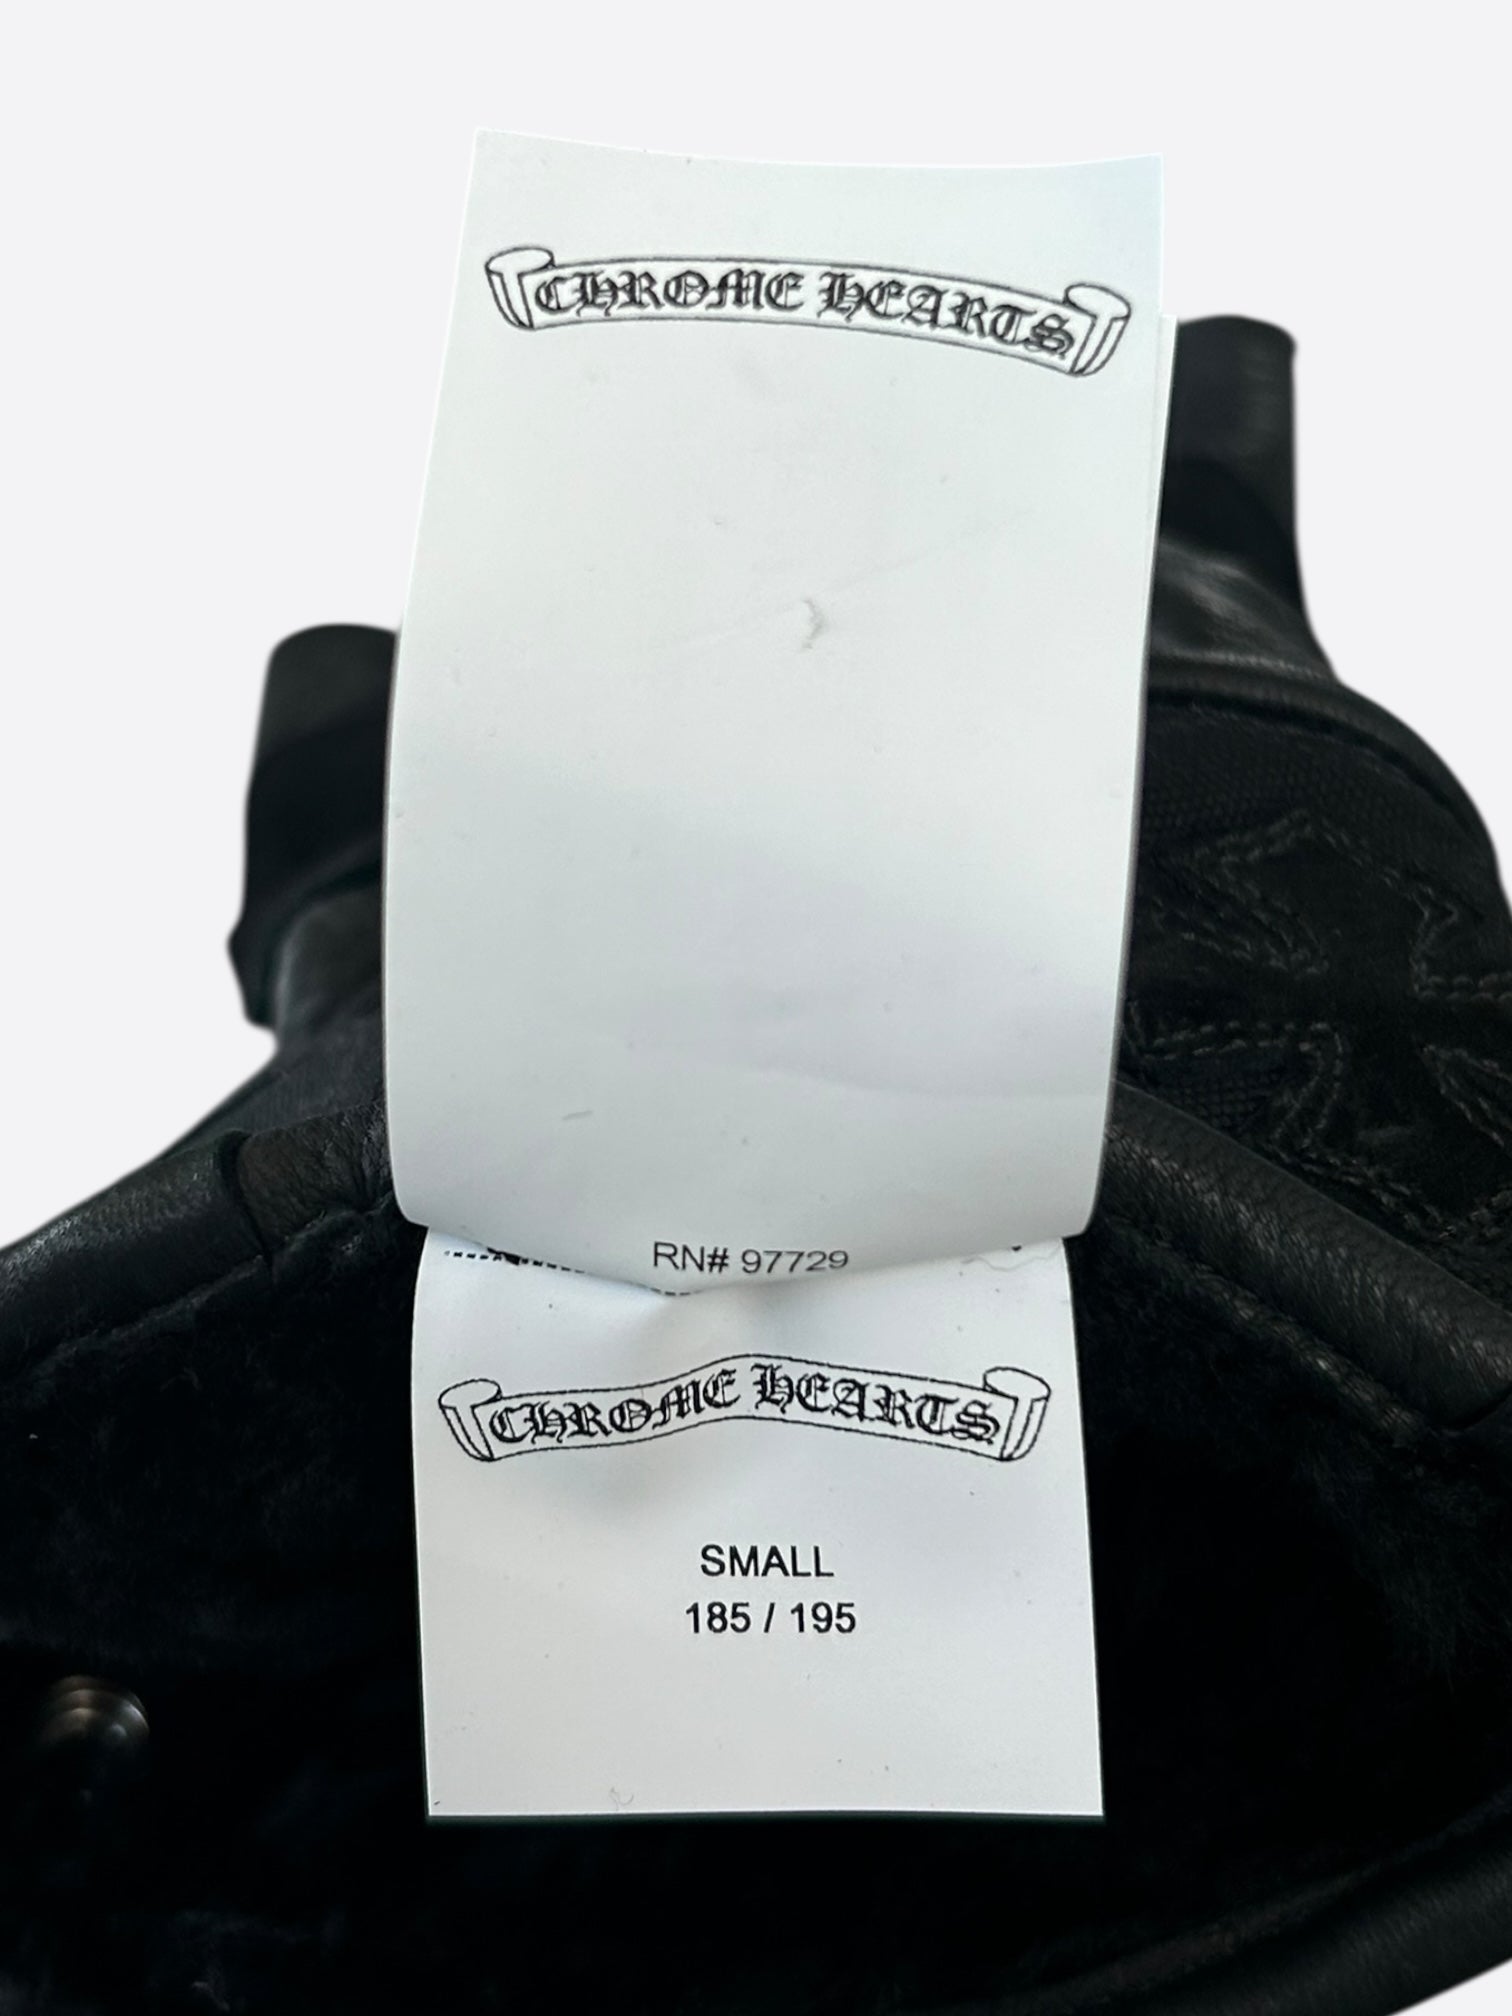 CHROME HEARTS
RN# 97729
CHROME HEARTS
SMALL
185 / 195